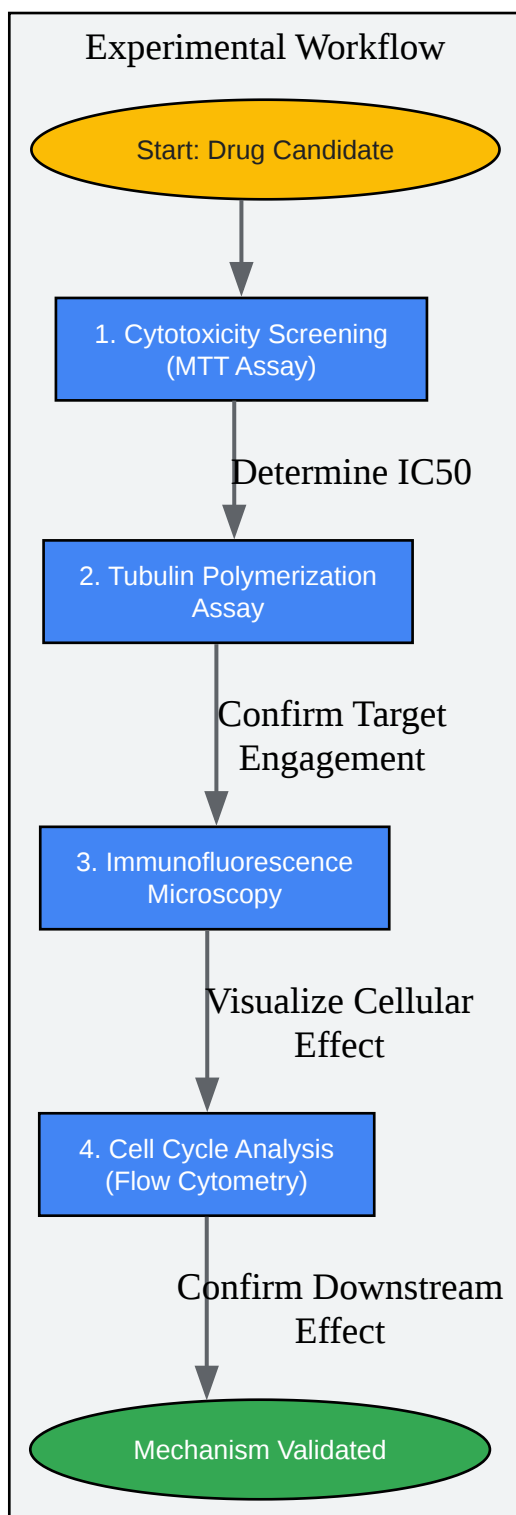 Experimental Workflow
Start: Drug Candidate
1. Cytotoxicity Screening
(MTT Assay)
Determine IC50
2. Tubulin Polymerization
Assay
Confirm Target
Engagement
3. Immunofluorescence
Microscopy
Visualize Cellular
Effect
4. Cell Cycle Analysis
(Flow Cytometry)
Confirm Downstream
Effect
Mechanism Validated